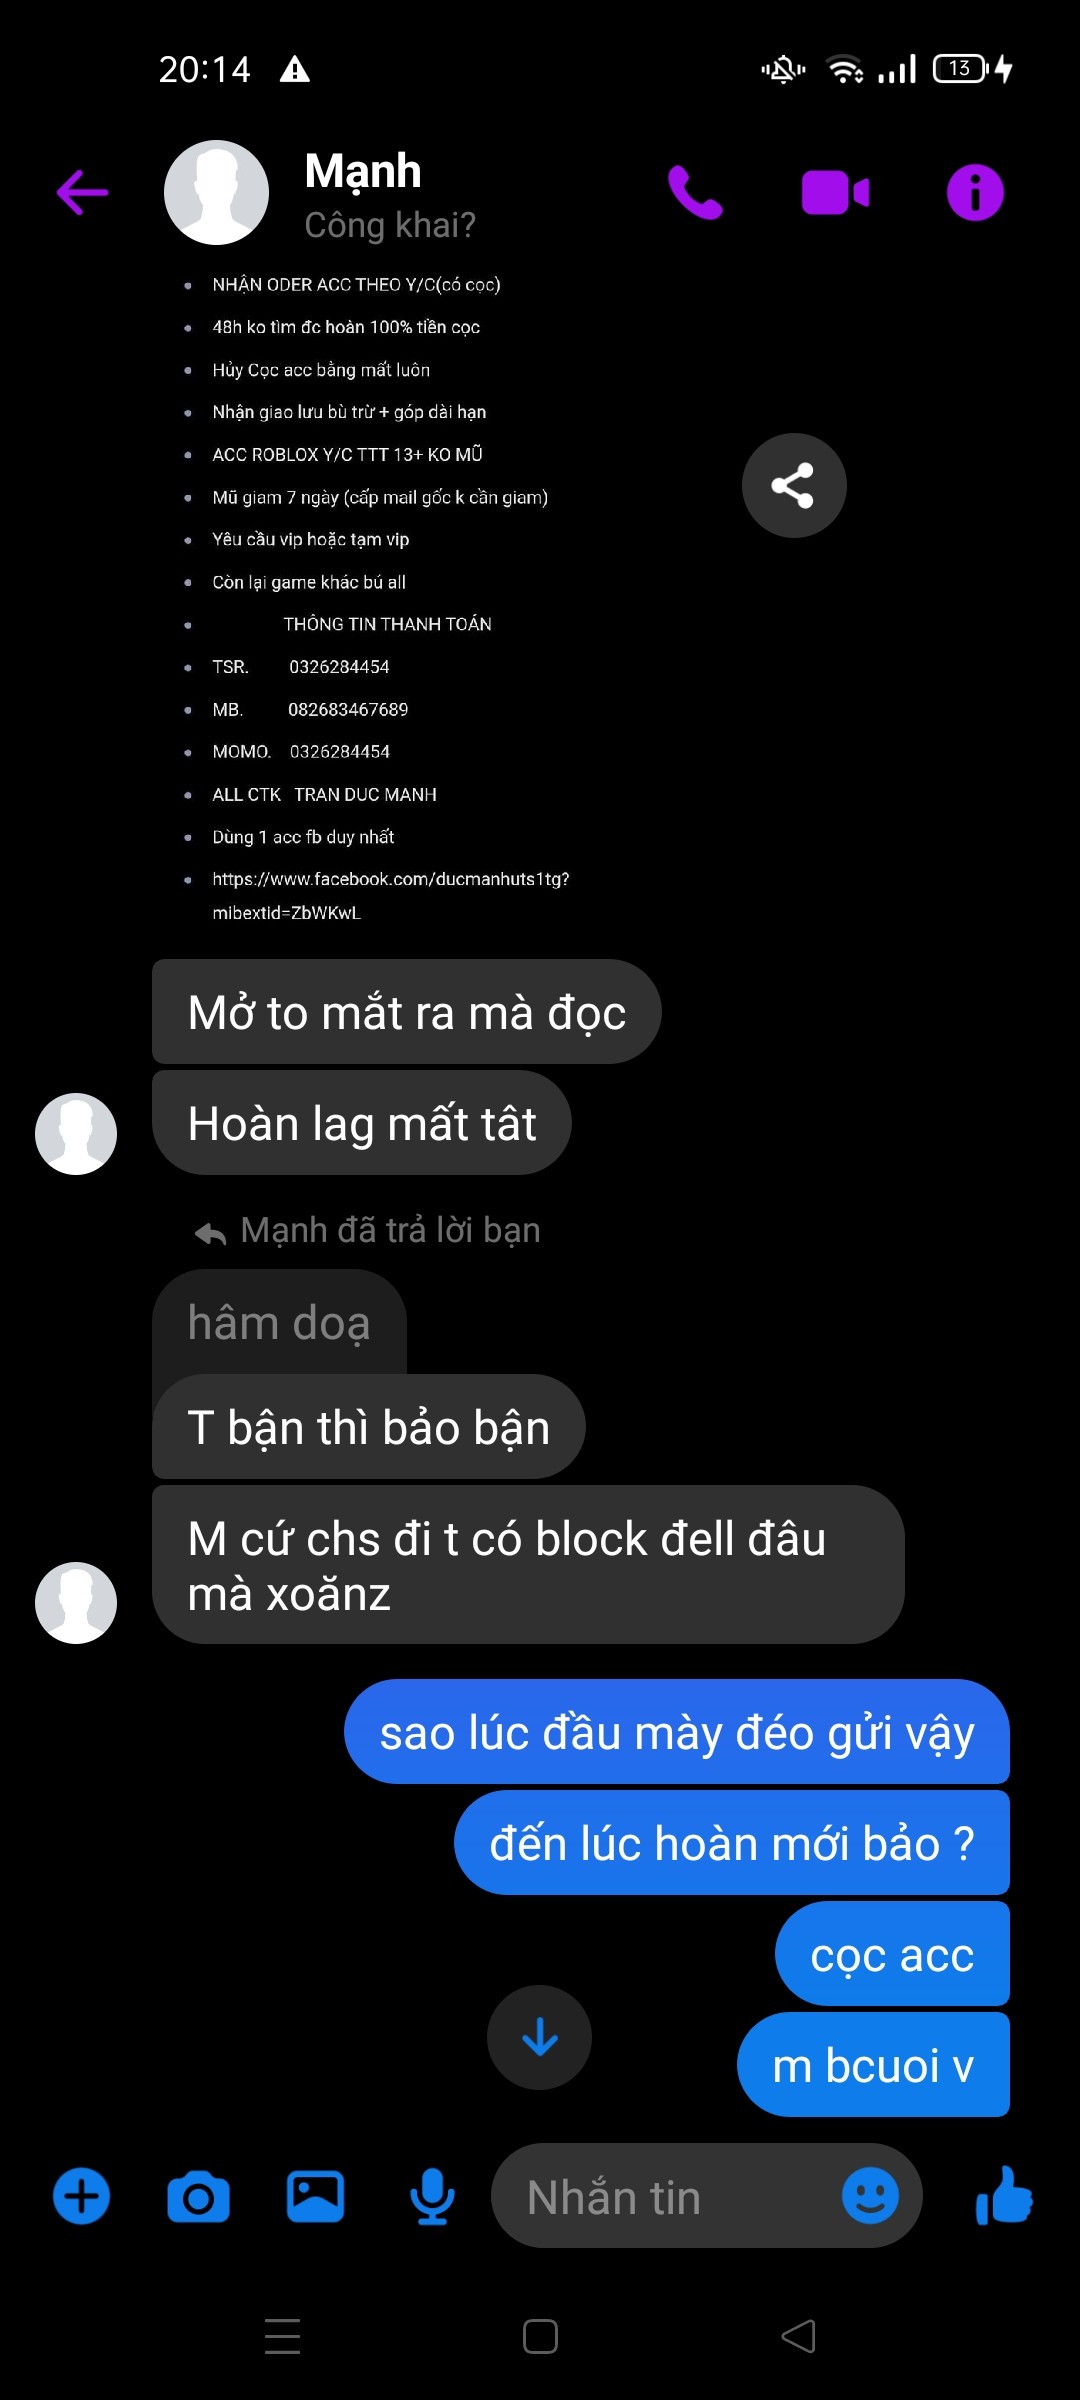 20:14
13
Mạnh
Công khai?
NHẬN ODER ACC THEO Y/C(có cọc)
48h ko tìm đc hoàn 100% tiền cọc
Hủy Cọc acc bằng mất luôn
Nhận giao lưu bù trừ + góp dài hạn
ACC ROBLOX Y/C TTT 13+ KO MŨ
Mũ giam 7 ngày (cấp mail gốc k cần giam)
Yêu cầu vip hoặc tạm vip
Còn lại game khác bú all
THÔNG TIN THANH TOÁN
TSR. 0326284454
MB. 082683467689
MOMO. 0326284454
ALL CTK TRAN DUC MANH
Dùng 1 acc fb duy nhất
https://www.facebook.com/ducmanhuts1tg?
mibextid=ZbWKwL
Mở to mắt ra mà đọc
Hoàn lag mất tât
Mạnh đã trả lời bạn
hâm doạ
T bận thì bảo bận
M cứ chs đi t có block đell đâu
mà xoănz
sao lúc đầu mày đéo gửi vậy
đến lúc hoàn mới bảo ?
cọc acc
m bcuoi v
Nhắn tin